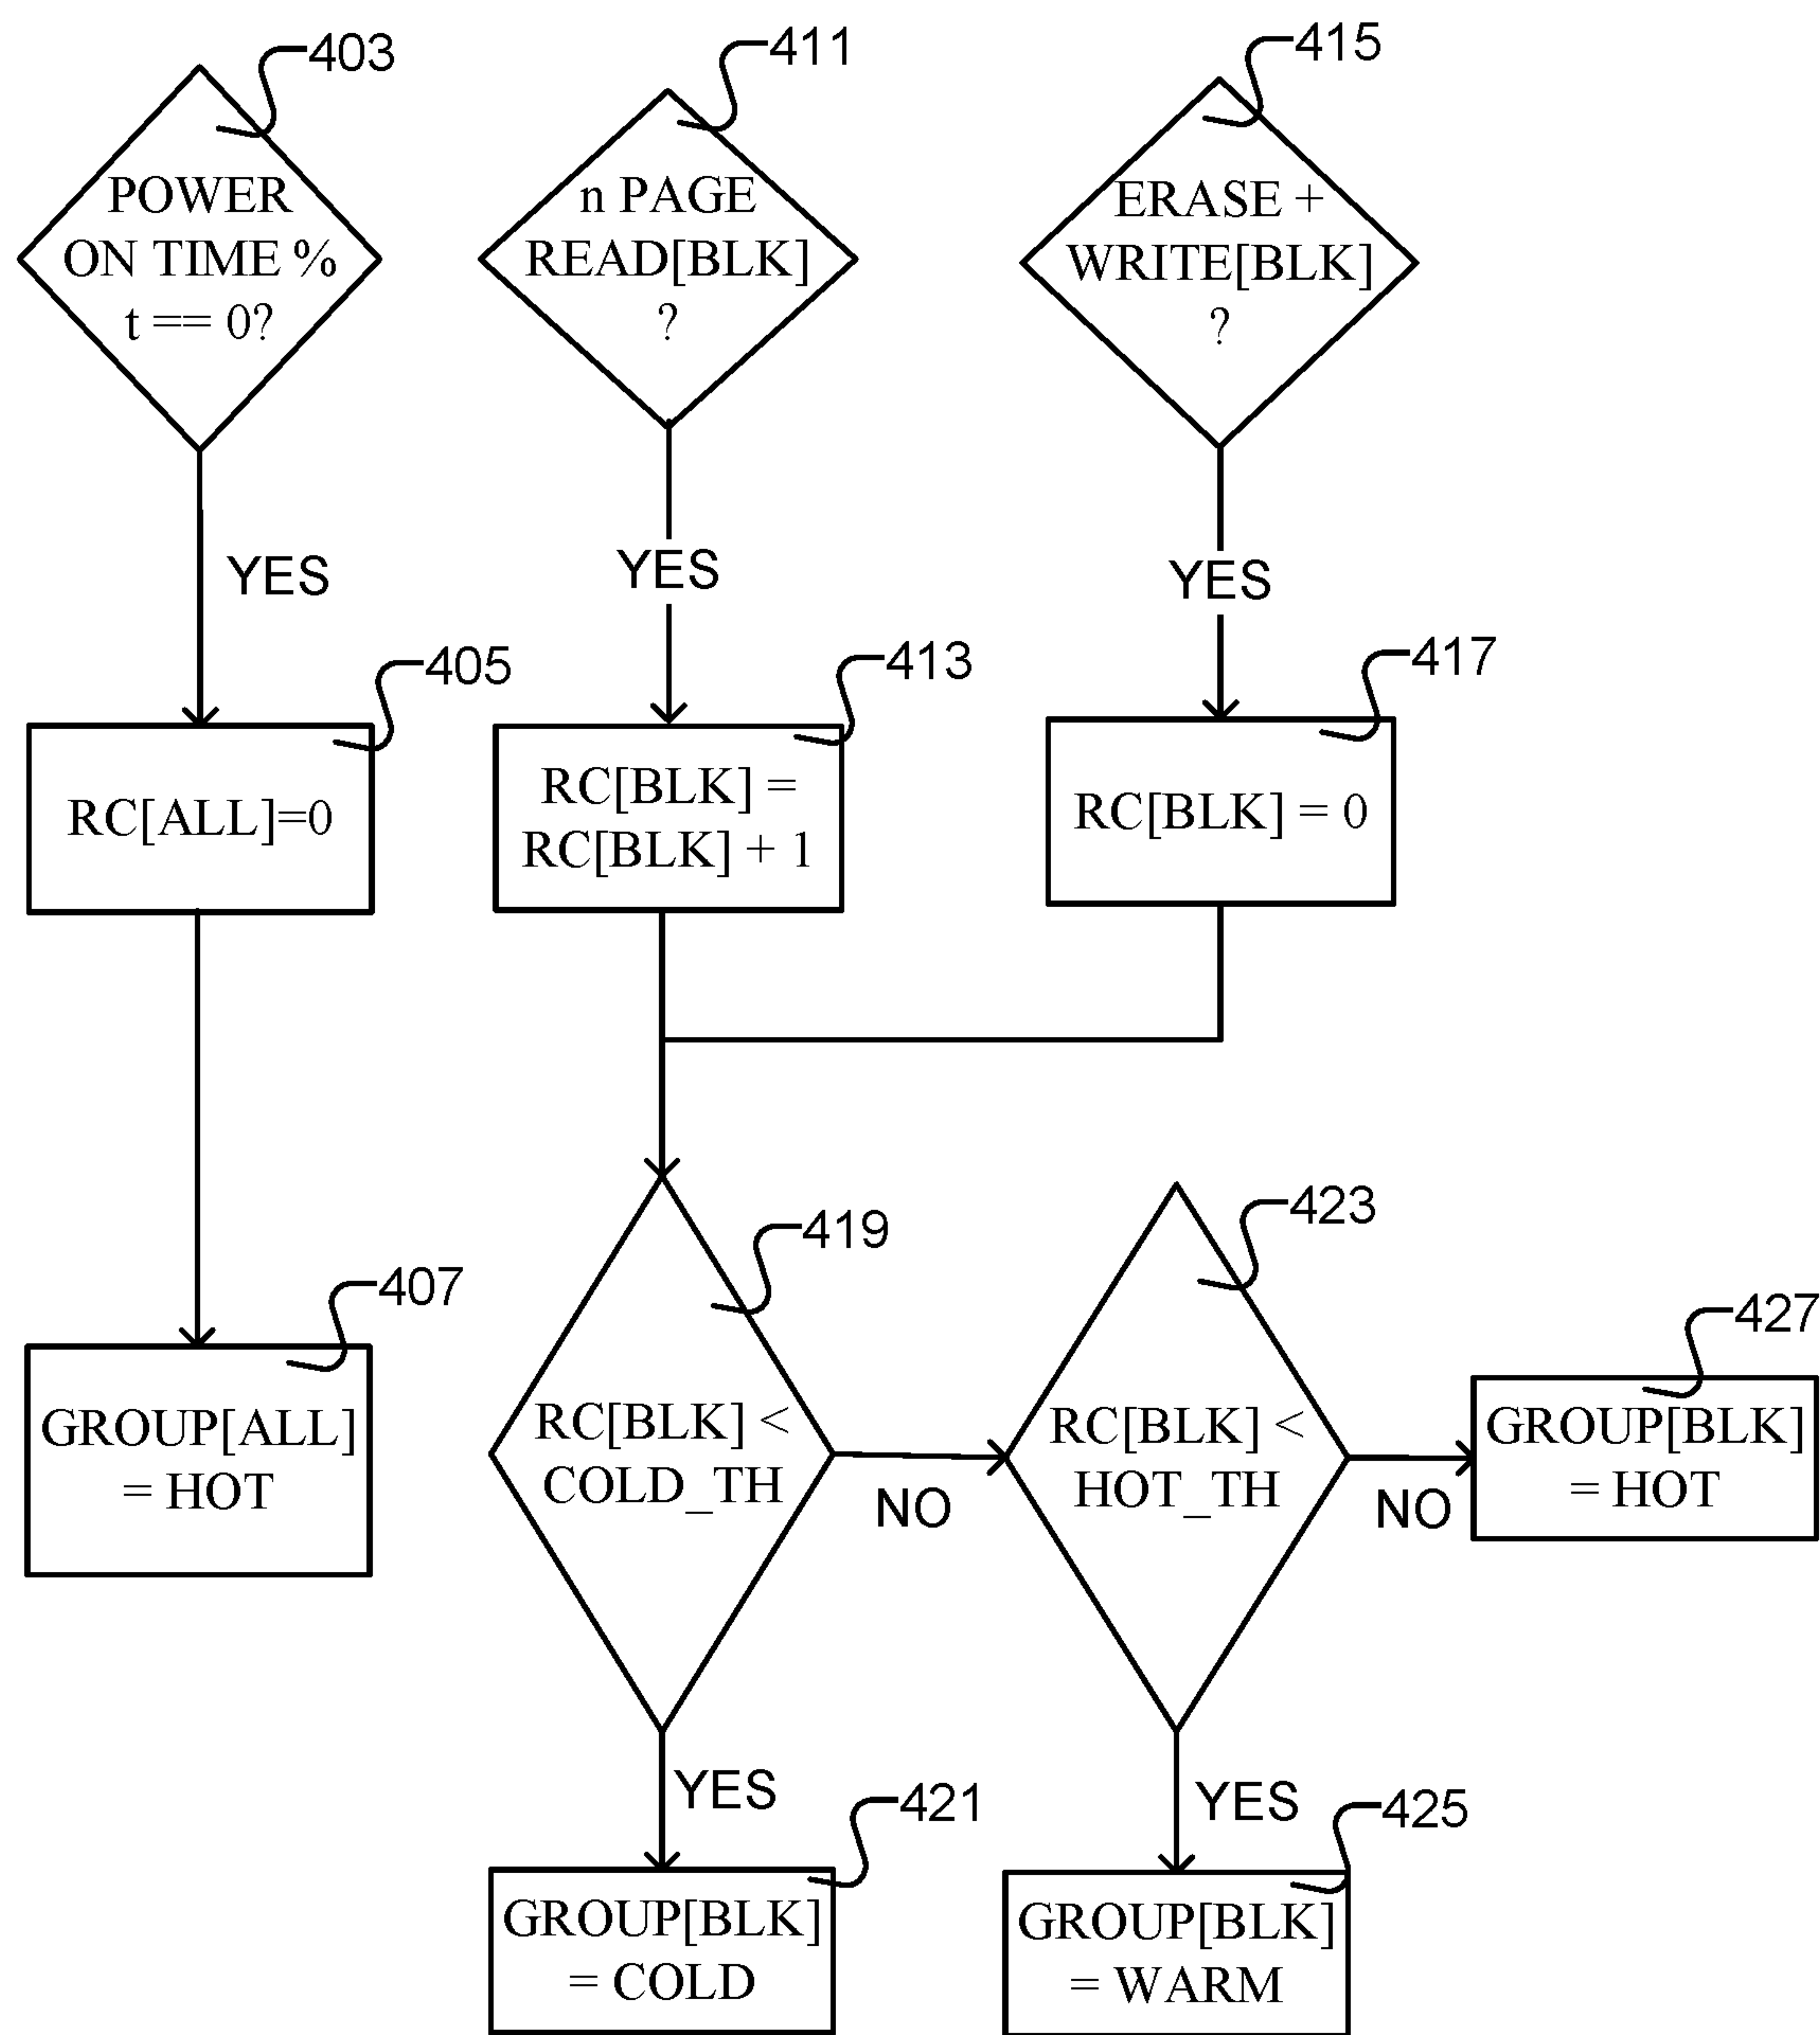 403
POWER
ON TIME %
t == 0?
YES
405
RC[ALL]=0
407
GROUP[ALL]
= HOT
411
n PAGE
READ[BLK]
?
YES
413
RC[BLK] =
RC[BLK] + 1
415
ERASE +
WRITE[BLK]
?
YES
417
RC[BLK] = 0
419
RC[BLK] <
COLD_TH
NO
YES
421
GROUP[BLK]
= COLD
423
RC[BLK] <
HOT_TH
NO
YES
425
GROUP[BLK]
= WARM
427
GROUP[BLK]
= HOT